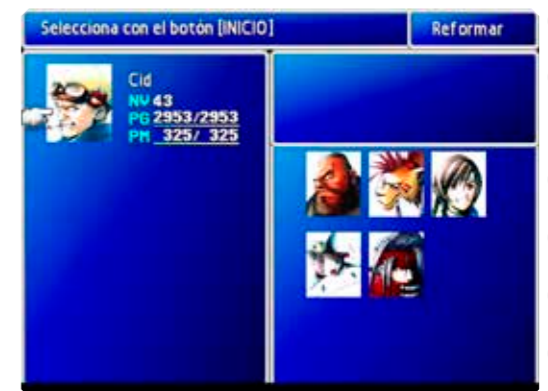 Selecciona con el botón [INICIO]
Reformar
Cid
NV 43
PG 2953/2953
PM 325/ 325